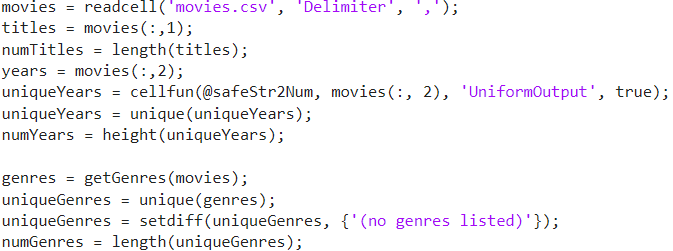 movies = readcell('movies.csv', 'Delimiter', ',');
titles = movies(:,1);
numTitles = length(titles);
years = movies(:,2);
uniqueYears = cellfun(@safeStr2Num, movies(:, 2), 'UniformOutput', true);
uniqueYears = unique(uniqueYears);
numYears = height(uniqueYears);
genres = getGenres(movies);
uniqueGenres = unique(genres);
uniqueGenres = setdiff(uniqueGenres, {'(no genres listed)'});
numGenres = length(uniqueGenres);